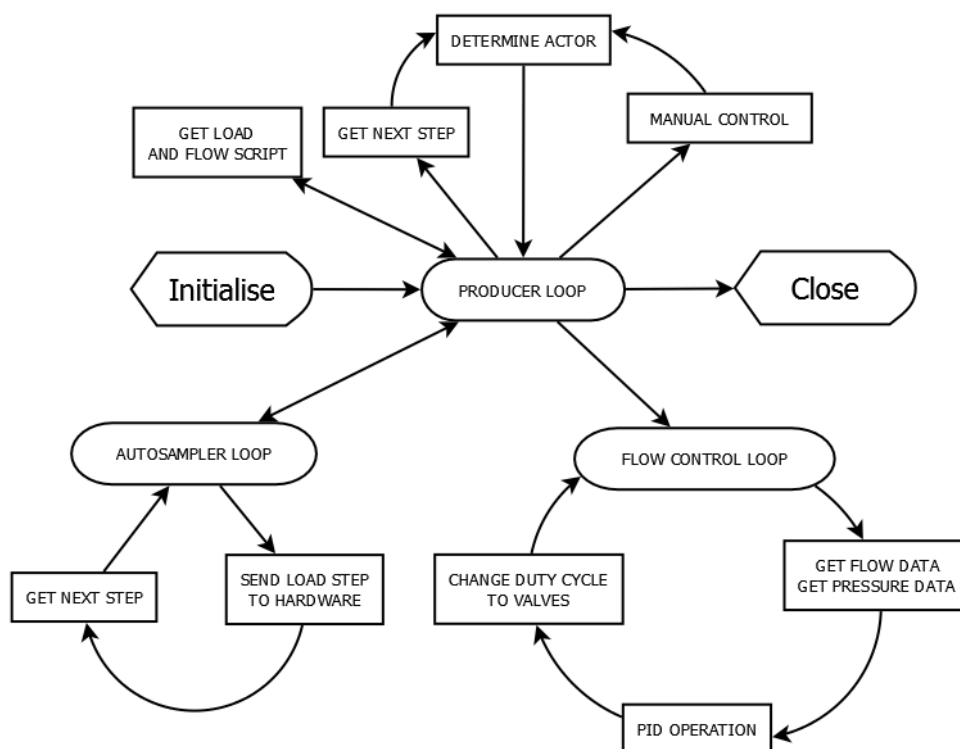 DETERMINE ACTOR
GET LOAD
AND FLOW SCRIPT
GET NEXT STEP
MANUAL CONTROL
Initialise
PRODUCER LOOP
Close
AUTOSAMPLER LOOP
FLOW CONTROL LOOP
GET NEXT STEP
SEND LOAD STEP
TO HARDWARE
CHANGE DUTY CYCLE
TO VALVES
GET FLOW DATA
GET PRESSURE DATA
PID OPERATION